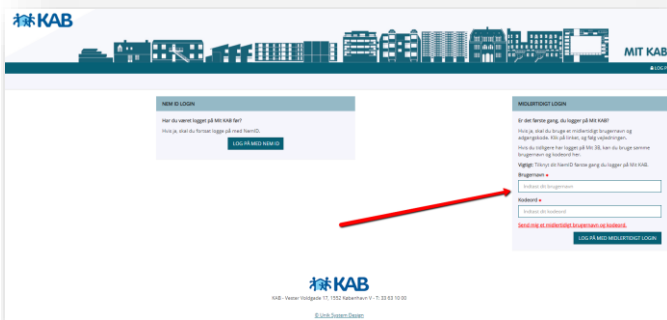 KAB
MIT KAB
LOG PÅ
NEM ID LOGIN
Har du været logget på Mit KAB før?
Hvis ja, skal du fortsat logge på med NemID.
LOG PÅ MED NEM ID
MIDLERTIDIGT LOGIN
Er det første gang, du logger på Mit KAB?
Hvis ja, skal du bruge et midlertidigt brugernavn og
adgangskode. Klik på linket, og følg vejledningen.
Hvis du tidligere har logget på Mit 3B, kan du bruge samme
brugernavn og kodeord her.
Vigtigt: Tilknyt dit NemID første gang du logger på Mit KAB.
Brugernavn
Indtast dit brugernavn
Kodeord
Indtast dit kodeord
Send mig et midlertidigt brugernavn og kodeord.
LOG PÅ MED MIDLERTIDIGT LOGIN
KAB
KAB - Vester Voldgade 17, 1552 København V - T: 33 63 10 00
© Unik System Design